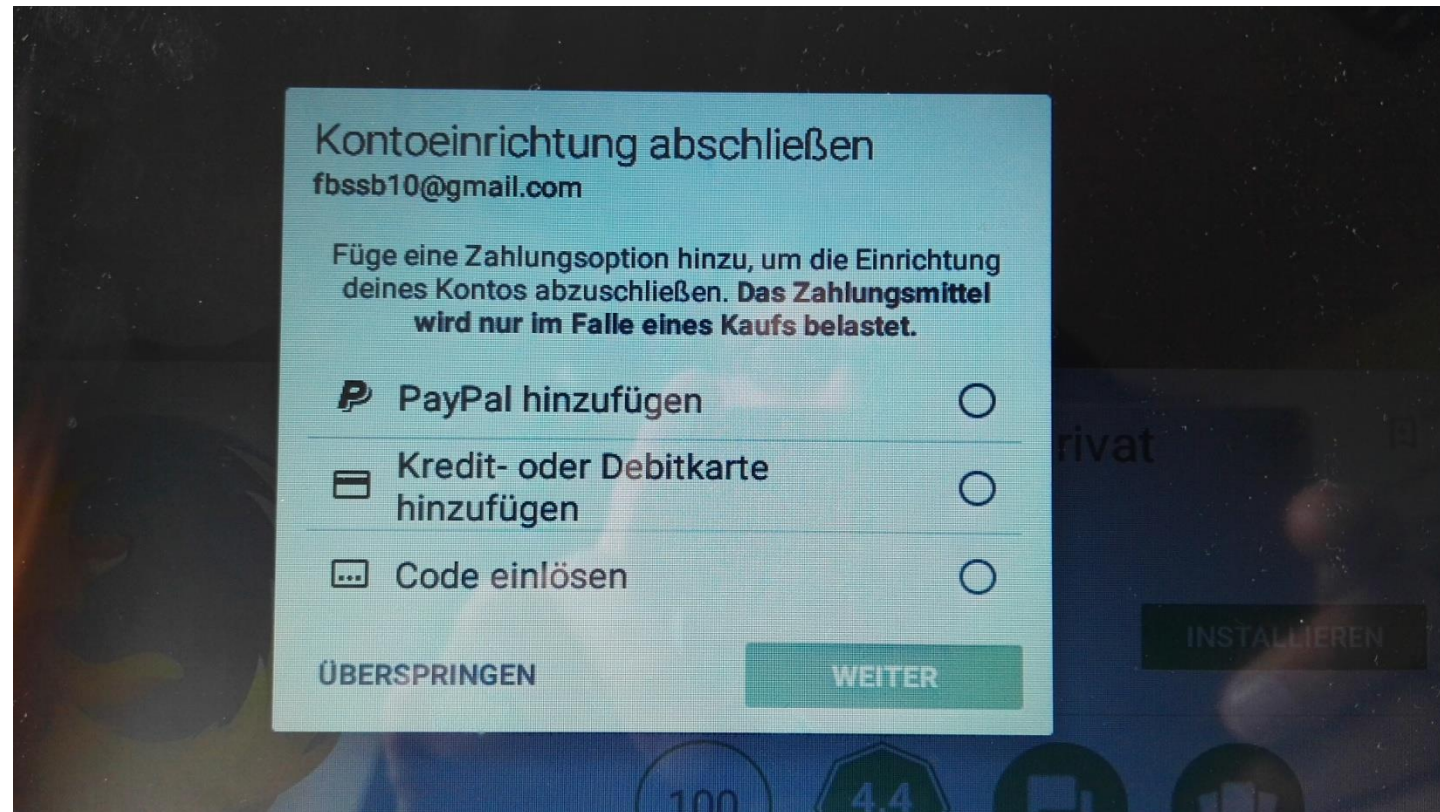 Kontoeinrichtung abschließen
fbssb10@gmail.com
Füge eine Zahlungsoption hinzu, um die Einrichtung
deines Kontos abzuschließen. Das Zahlungsmittel
wird nur im Falle eines Kaufs belastet.
PayPal hinzufügen
Kredit- oder Debitkarte
hinzufügen
Code einlösen
ÜBERSPRINGEN
WEITER
rivat
INSTALLIEREN
100
4,4